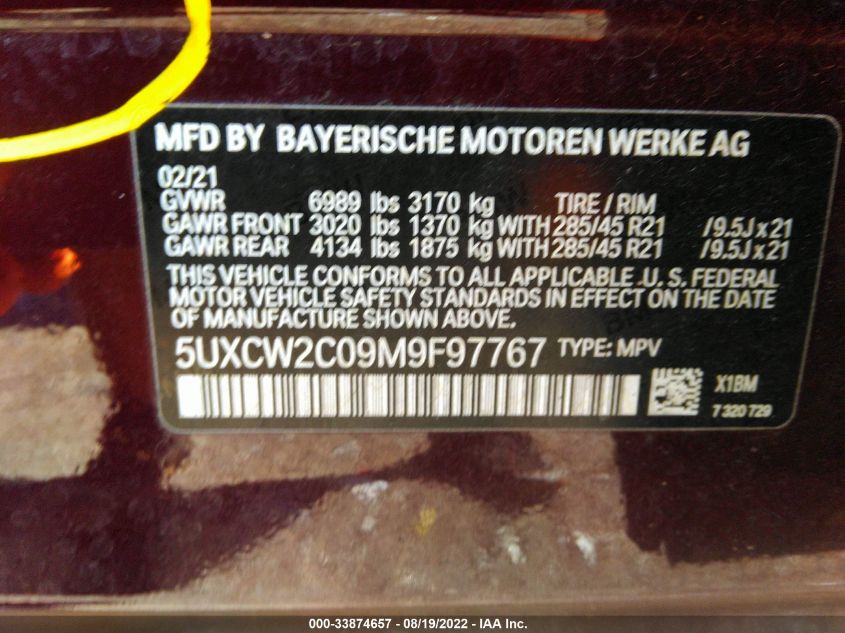 MFD BY BAYERISCHE MOTOREN WERKE AG
02/21
GVWR 6989 lbs 3170 kg TIRE / RIM
GAWR FRONT 3020 lbs 1370 kg WITH 285/45 R21 /9.5J x 21
GAWR REAR 4134 lbs 1875 kg WITH 285/45 R21 /9.5J x 21
THIS VEHICLE CONFORMS TO ALL APPLICABLE U. S. FEDERAL
MOTOR VEHICLE SAFETY STANDARDS IN EFFECT ON THE DATE
OF MANUFACTURE SHOWN ABOVE.
5UXCW2C09M9F97767 TYPE: MPV
X1BM
7 320 729
000-33874657 - 08/19/2022 - IAA Inc.